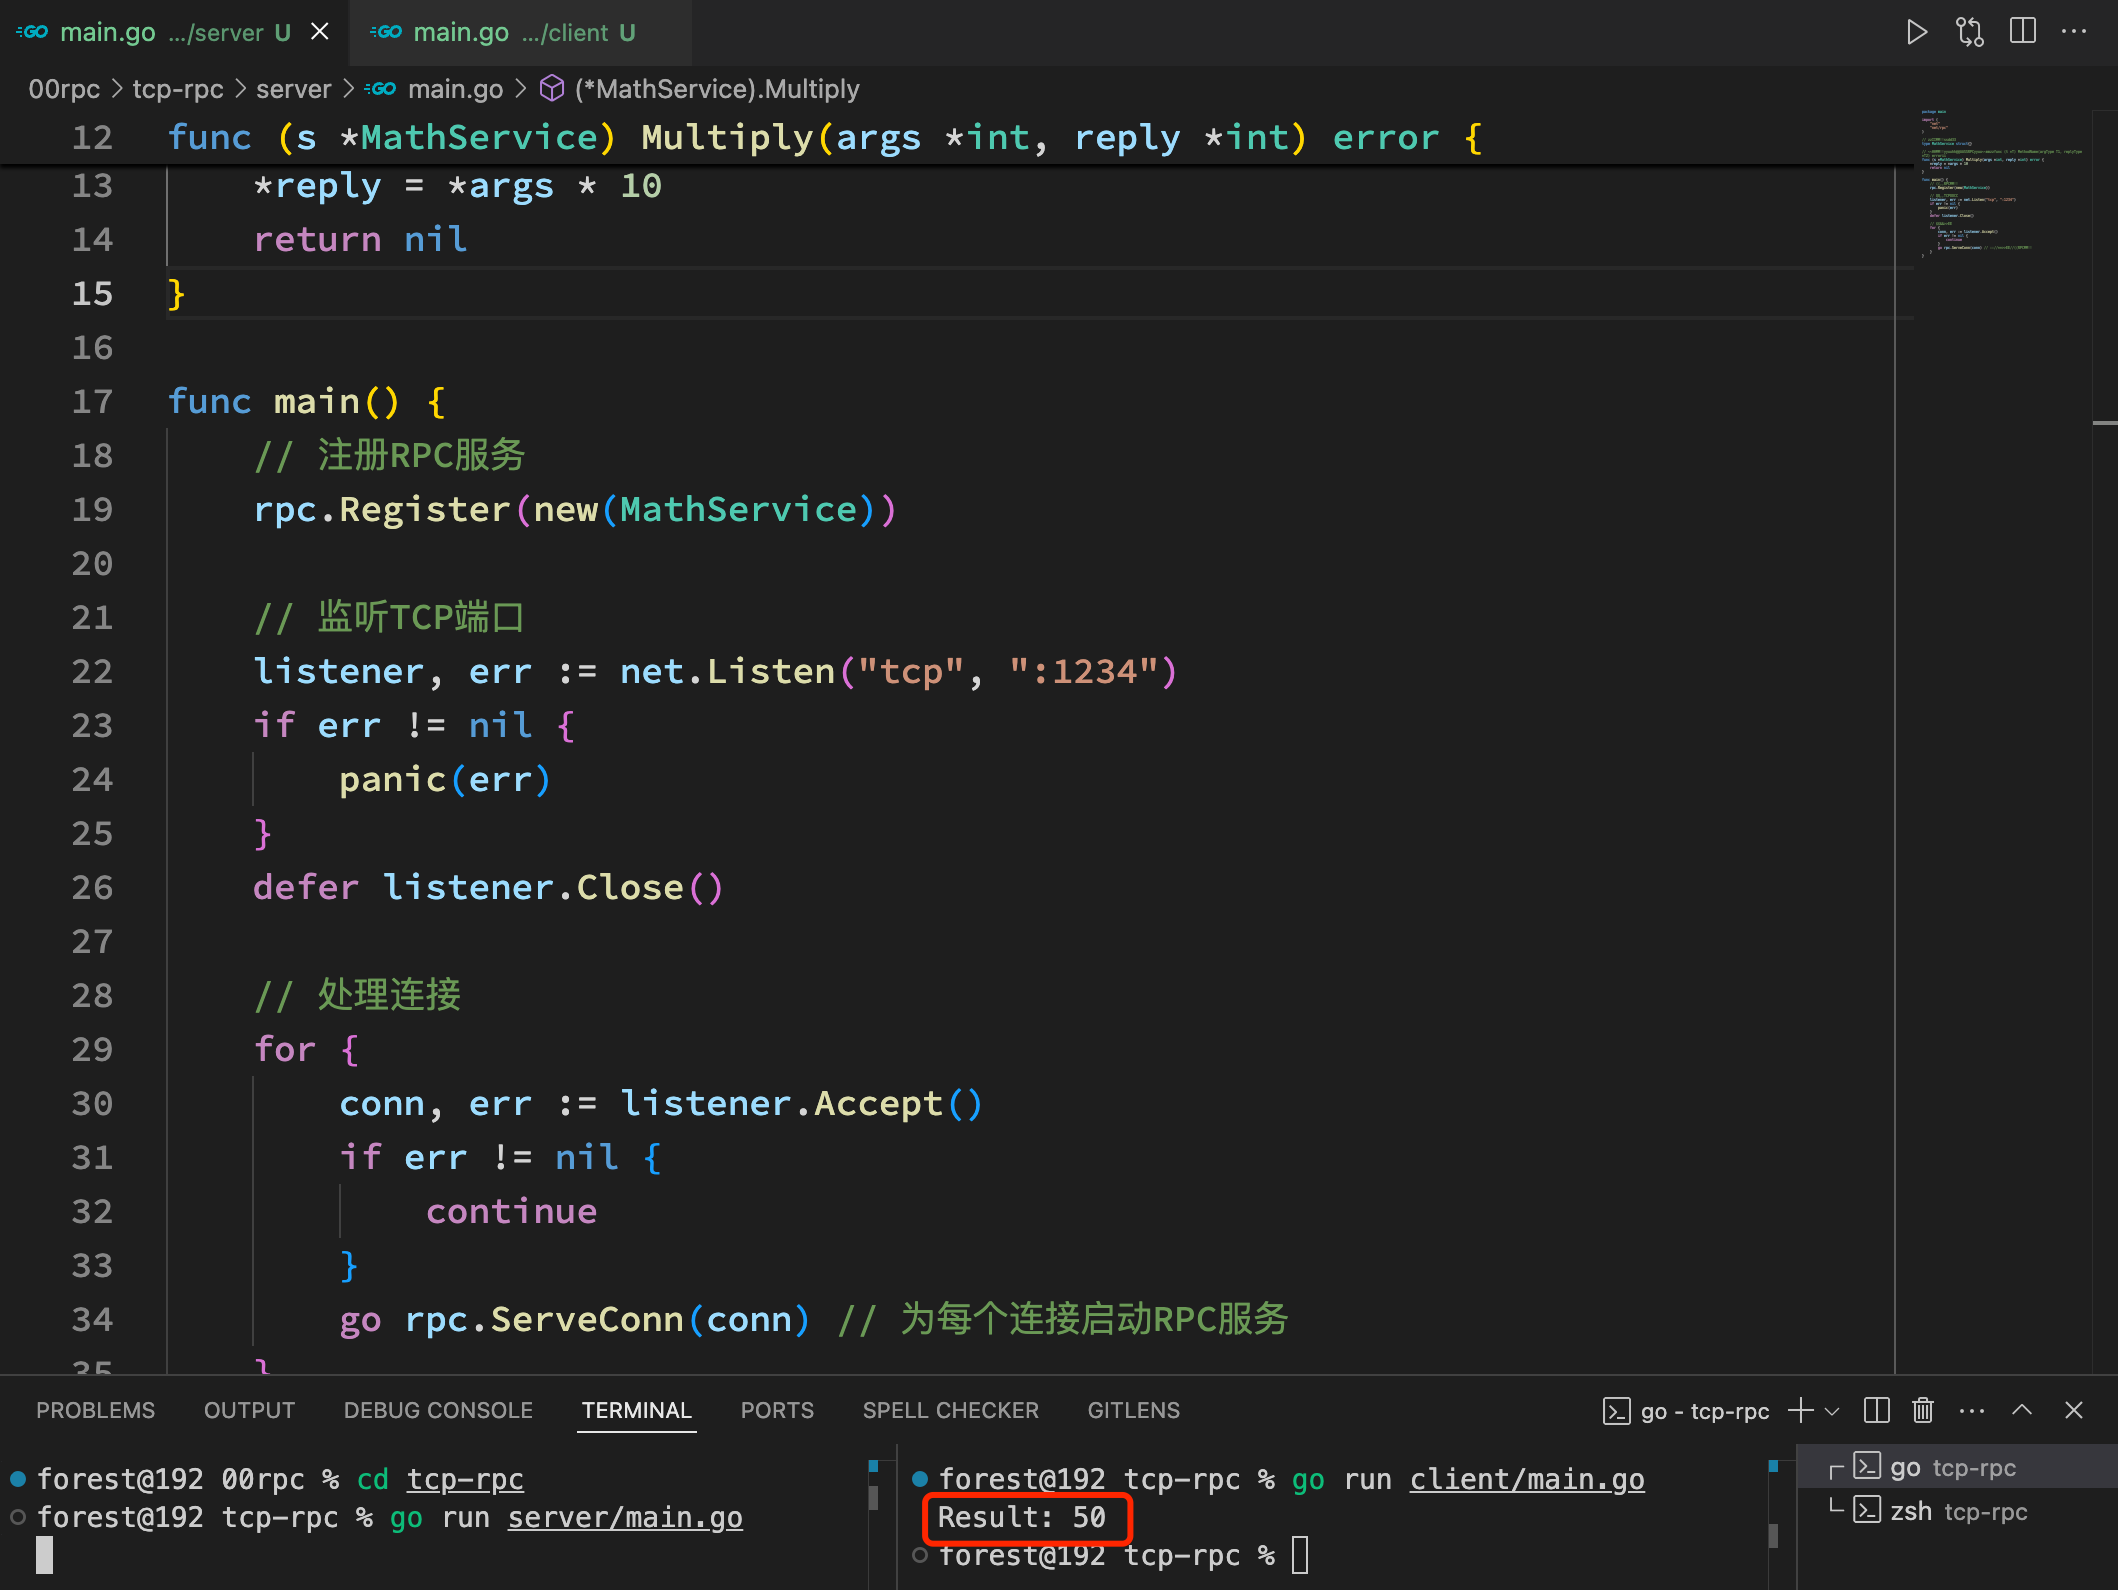 main.go .../server U
main.go .../client U
00rpc > tcp-rpc > server > main.go > (*MathService).Multiply
12 func (s *MathService) Multiply(args *int, reply *int) error {
13 *reply = *args * 10
14 return nil
15 }
16
17 func main() {
18 // 注册RPC服务
19 rpc.Register(new(MathService))
20
21 // 监听TCP端口
22 listener, err := net.Listen("tcp", ":1234")
23 if err != nil {
24 panic(err)
25 }
26 defer listener.Close()
27
28 // 处理连接
29 for {
30 conn, err := listener.Accept()
31 if err != nil {
32 continue
33 }
34 go rpc.ServeConn(conn) // 为每个连接启动RPC服务
35 }
PROBLEMS OUTPUT DEBUG CONSOLE TERMINAL PORTS SPELL CHECKER GITLENS
go - tcp-rpc
forest@192 00rpc % cd tcp-rpc
forest@192 tcp-rpc % go run server/main.go
forest@192 tcp-rpc % go run client/main.go
Result: 50
forest@192 tcp-rpc %
go tcp-rpc
zsh tcp-rpc